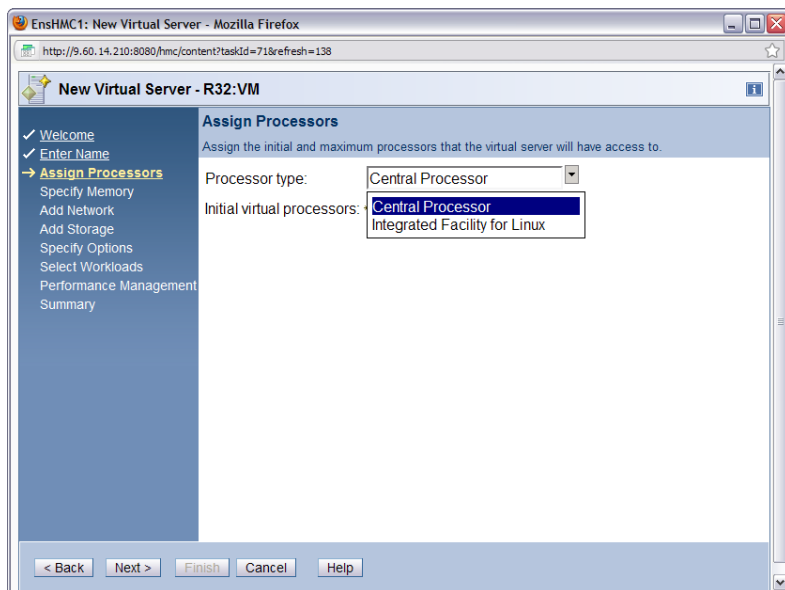 EnsHMC1: New Virtual Server - Mozilla Firefox
http://9.60.14.210:8080/hmc/content?taskId=71&refresh=138
New Virtual Server - R32:VM
Welcome
Enter Name
Assign Processors
Specify Memory
Add Network
Add Storage
Specify Options
Select Workloads
Performance Management
Summary
Assign Processors
Assign the initial and maximum processors that the virtual server will have access to.
Processor type: Central Processor
Initial virtual processors: *
Central Processor
Integrated Facility for Linux
< Back Next > Finish Cancel Help